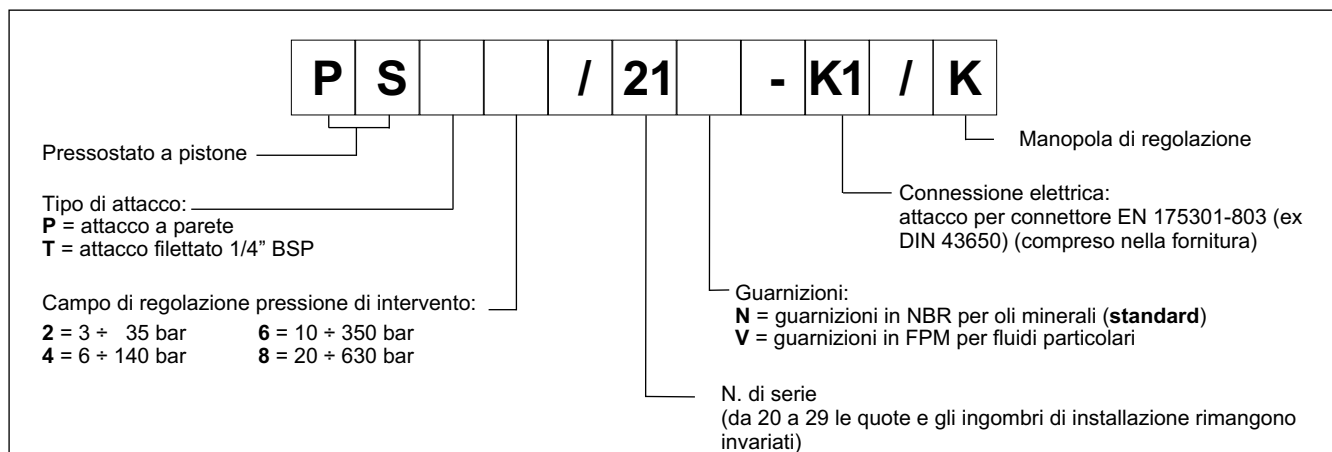 P S / 21 - K1 / K
Pressostato a pistone
Manopola di regolazione
Tipo di attacco:
P = attacco a parete
T = attacco filettato 1/4” BSP
Connessione elettrica:
attacco per connettore EN 175301-803 (ex
DIN 43650) (compreso nella fornitura)
Campo di regolazione pressione di intervento:
2 = 3 ÷ 35 bar 6 = 10 ÷ 350 bar
4 = 6 ÷ 140 bar 8 = 20 ÷ 630 bar
Guarnizioni:
N = guarnizioni in NBR per oli minerali (standard)
V = guarnizioni in FPM per fluidi particolari
N. di serie
(da 20 a 29 le quote e gli ingombri di installazione rimangono
invariati)